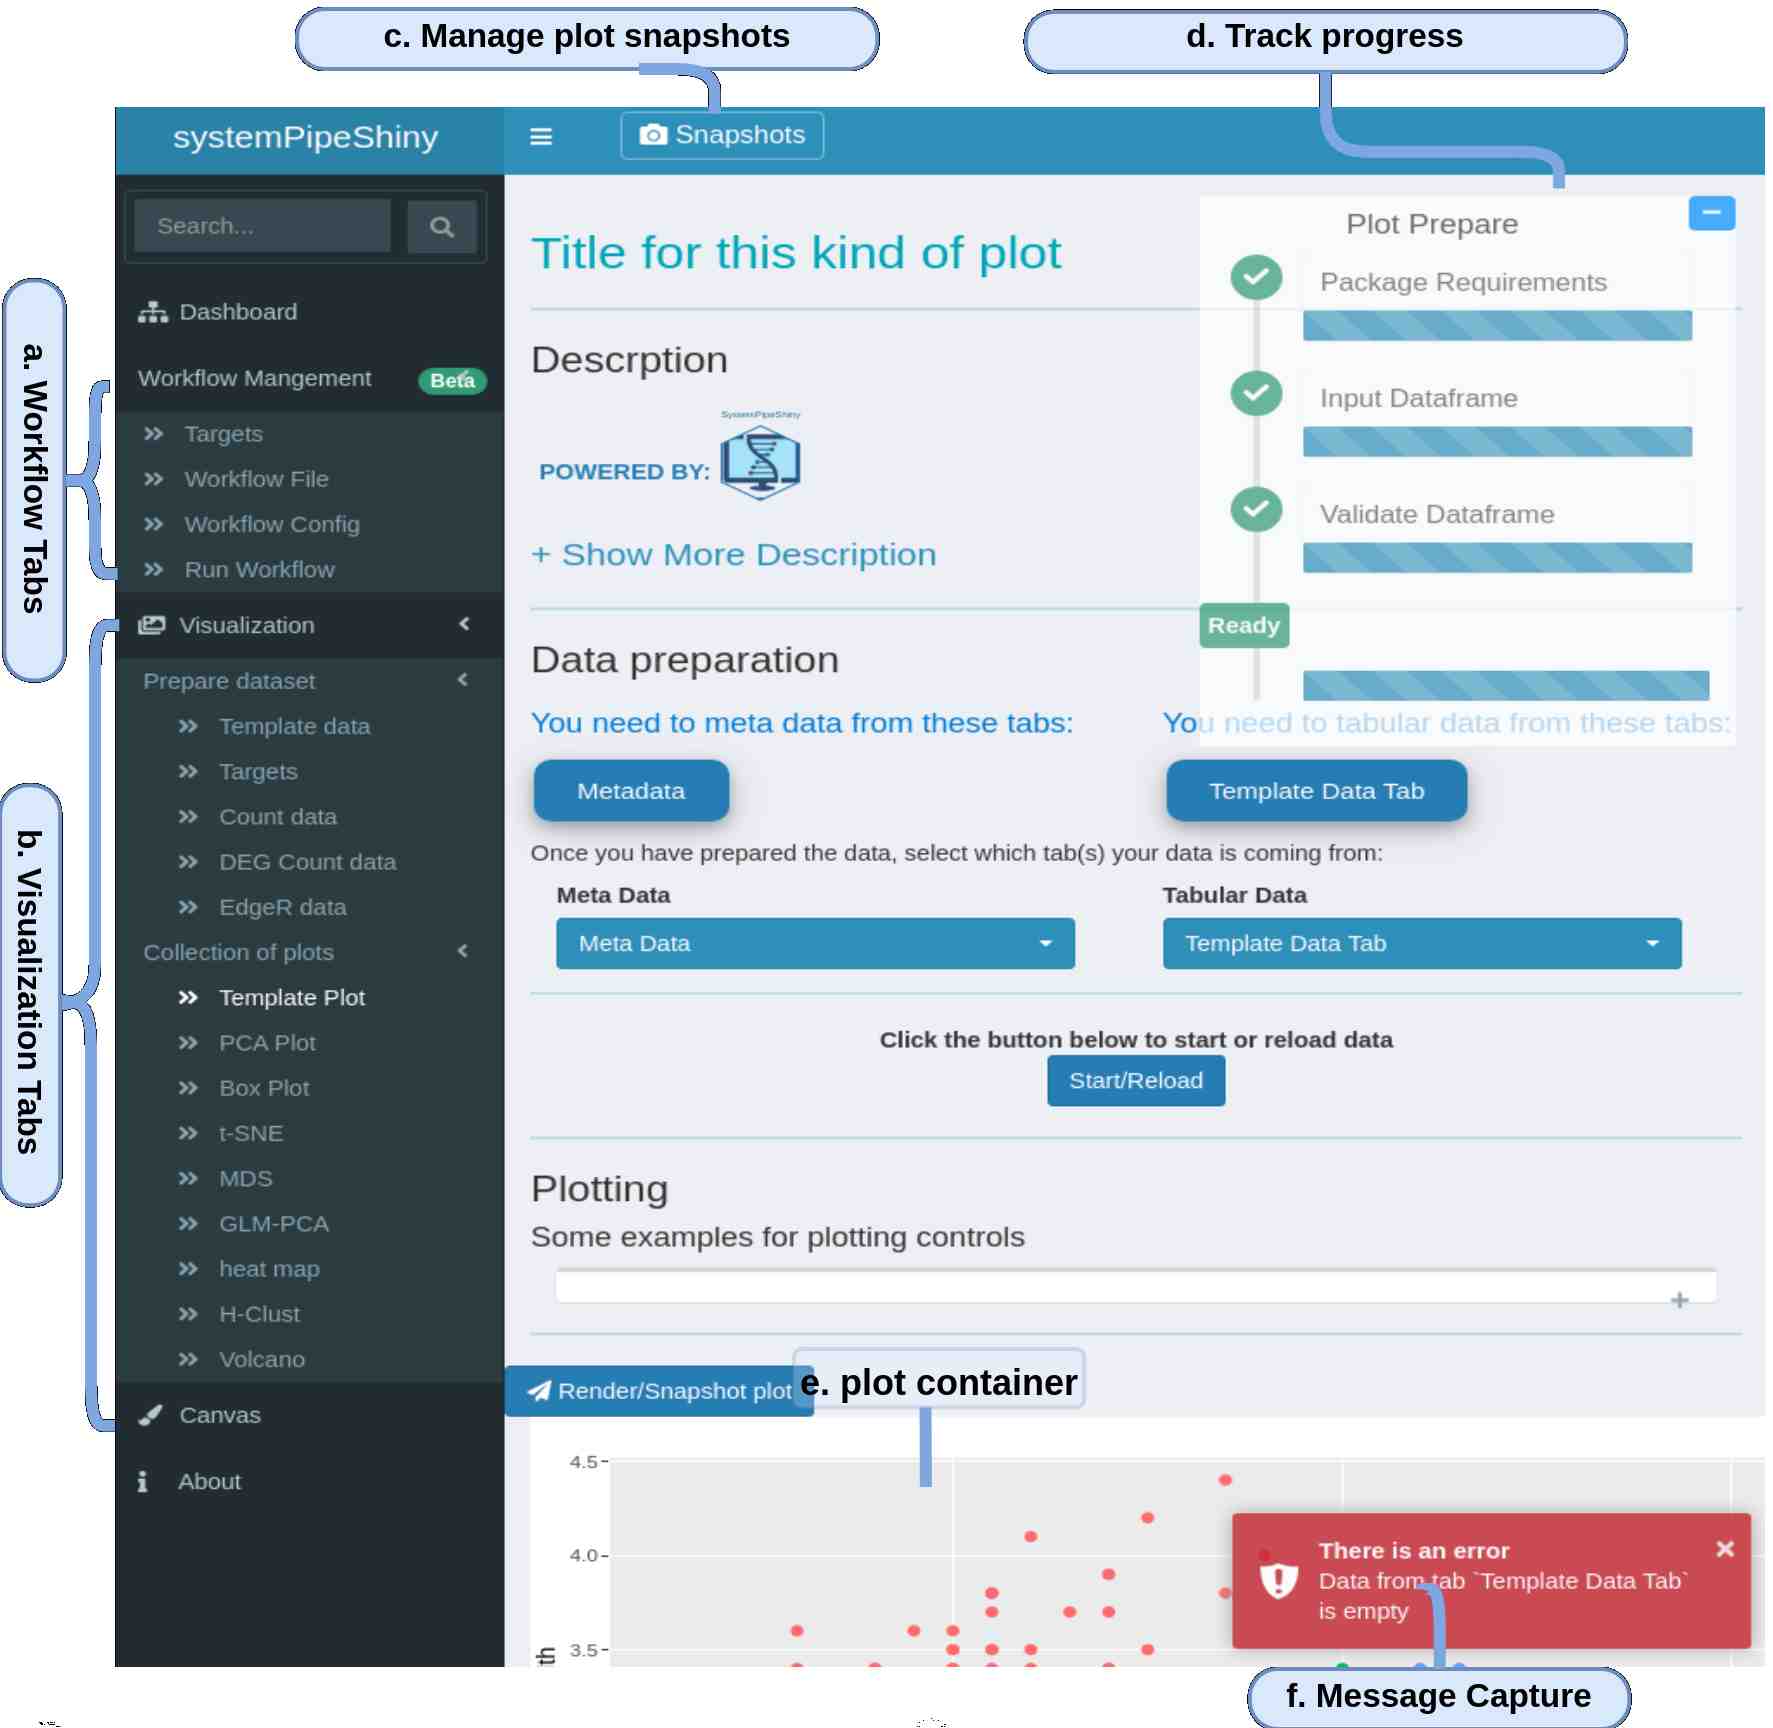 c. Manage plot snapshots
d. Track progress
systemPipeShiny
Snapshots
Search...
Dashboard
Workflow Mangement Beta
Targets
Workflow File
Workflow Config
Run Workflow
Visualization
Prepare dataset
Template data
Targets
Count data
DEG Count data
EdgeR data
Collection of plots
Template Plot
PCA Plot
Box Plot
t-SNE
MDS
GLM-PCA
heat map
H-Clust
Volcano
Canvas
About
a. Workflow Tabs
b. Visualization Tabs
Title for this kind of plot
Descrption
SystemPipeShiny
POWERED BY:
+ Show More Description
Plot Prepare
Package Requirements
Input Dataframe
Validate Dataframe
Ready
Data preparation
You need to meta data from these tabs:
You need to tabular data from these tabs:
Metadata
Template Data Tab
Once you have prepared the data, select which tab(s) your data is coming from:
Meta Data
Tabular Data
Meta Data
Template Data Tab
Click the button below to start or reload data
Start/Reload
Plotting
Some examples for plotting controls
+
Render/Snapshot plot
e. plot container
4.5
4.0
3.5
th
There is an error
Data from tab `Template Data Tab`
is empty
f. Message Capture